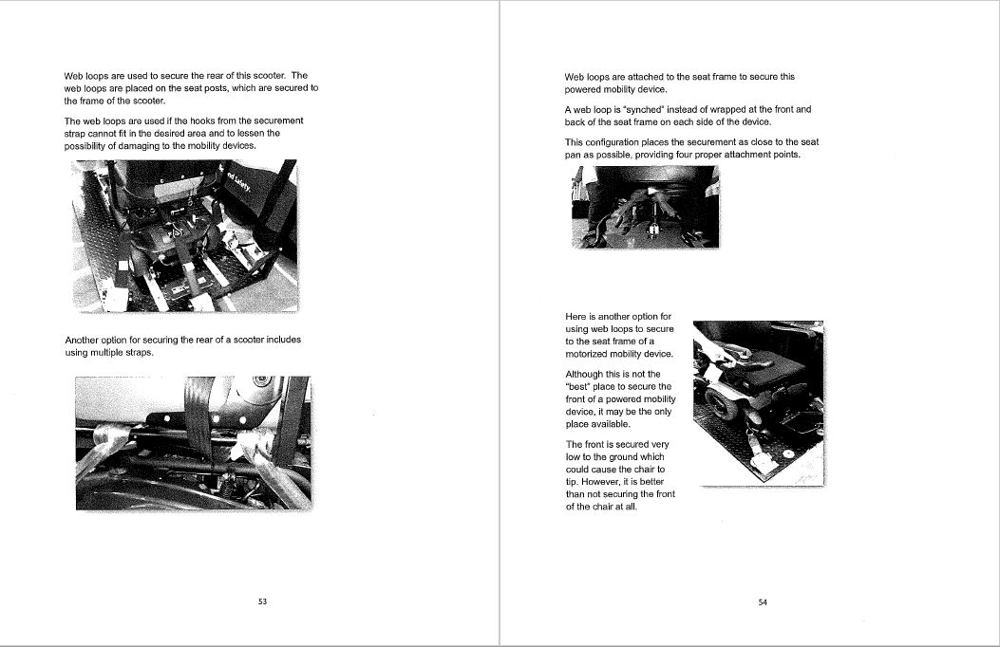 Web loops are used to secure the rear of this scooter. The
web loops are placed on the seat posts, which are secured to
the frame of the scooter.
The web loops are used if the hooks from the securement
strap cannot fit in the desired area and to lessen the
possibility of damaging to the mobility devices.
nd Safety.
Another option for securing the rear of a scooter includes
using multiple straps.
53
Web loops are attached to the seat frame to secure this
powered mobility device.
A web loop is "synched" instead of wrapped at the front and
back of the seat frame on each side of the device.
This configuration places the securement as close to the seat
pan as possible, providing four proper attachment points.
Here is another option for
using web loops to secure
to the seat frame of a
motorized mobility device.
Although this is not the
"best" place to secure the
front of a powered mobility
device, it may be the only
place available.
The front is secured very
low to the ground which
could cause the chair to
tip. However, it is better
than not securing the front
of the chair at all.
54